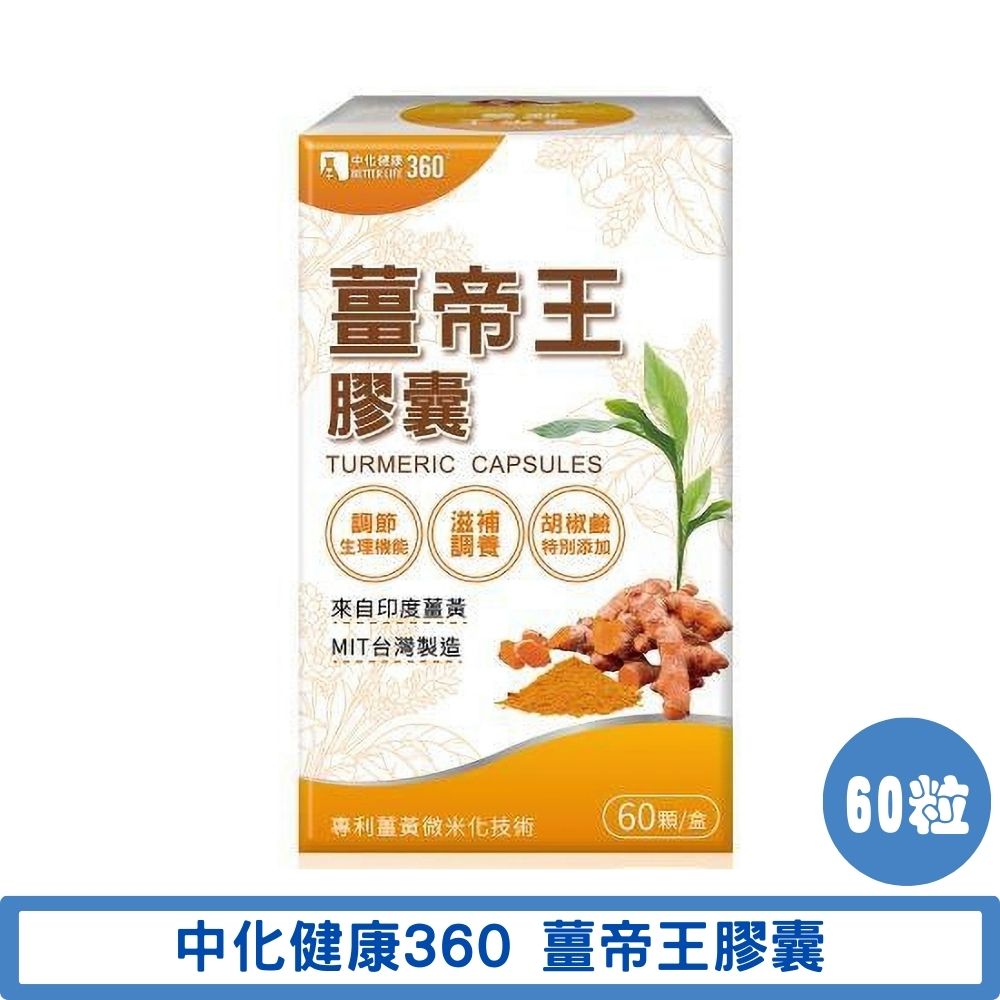 中化健康
BETTER LIFE 360
薑帝王
膠囊
TURMERIC CAPSULES
調節
生理機能
滋補
調養
胡椒鹼
特別添加
來自印度薑黃
MIT台灣製造
專利薑黃微米化技術
60顆/盒
60粒
中化健康360 薑帝王膠囊